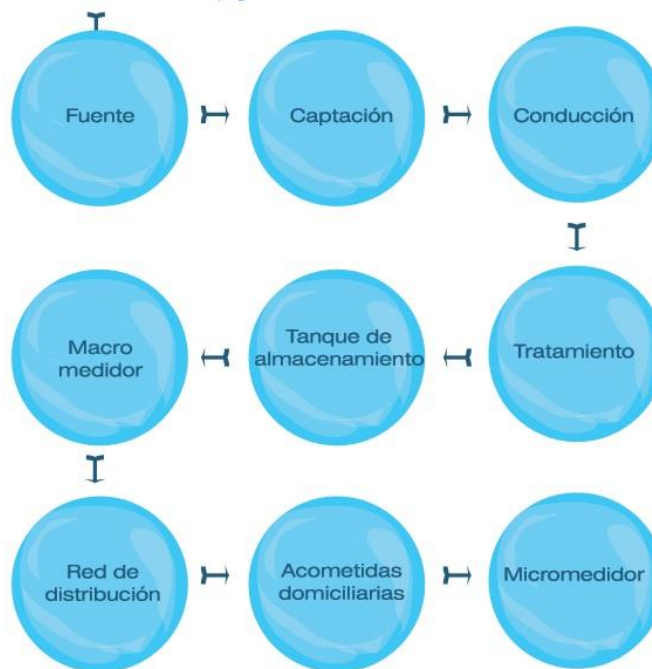 Fuente
Captación
Conducción
Tratamiento
Tanque de
almacenamiento
Macro
medidor
Red de
distribución
Acometidas
domiciliarias
Micromedidor